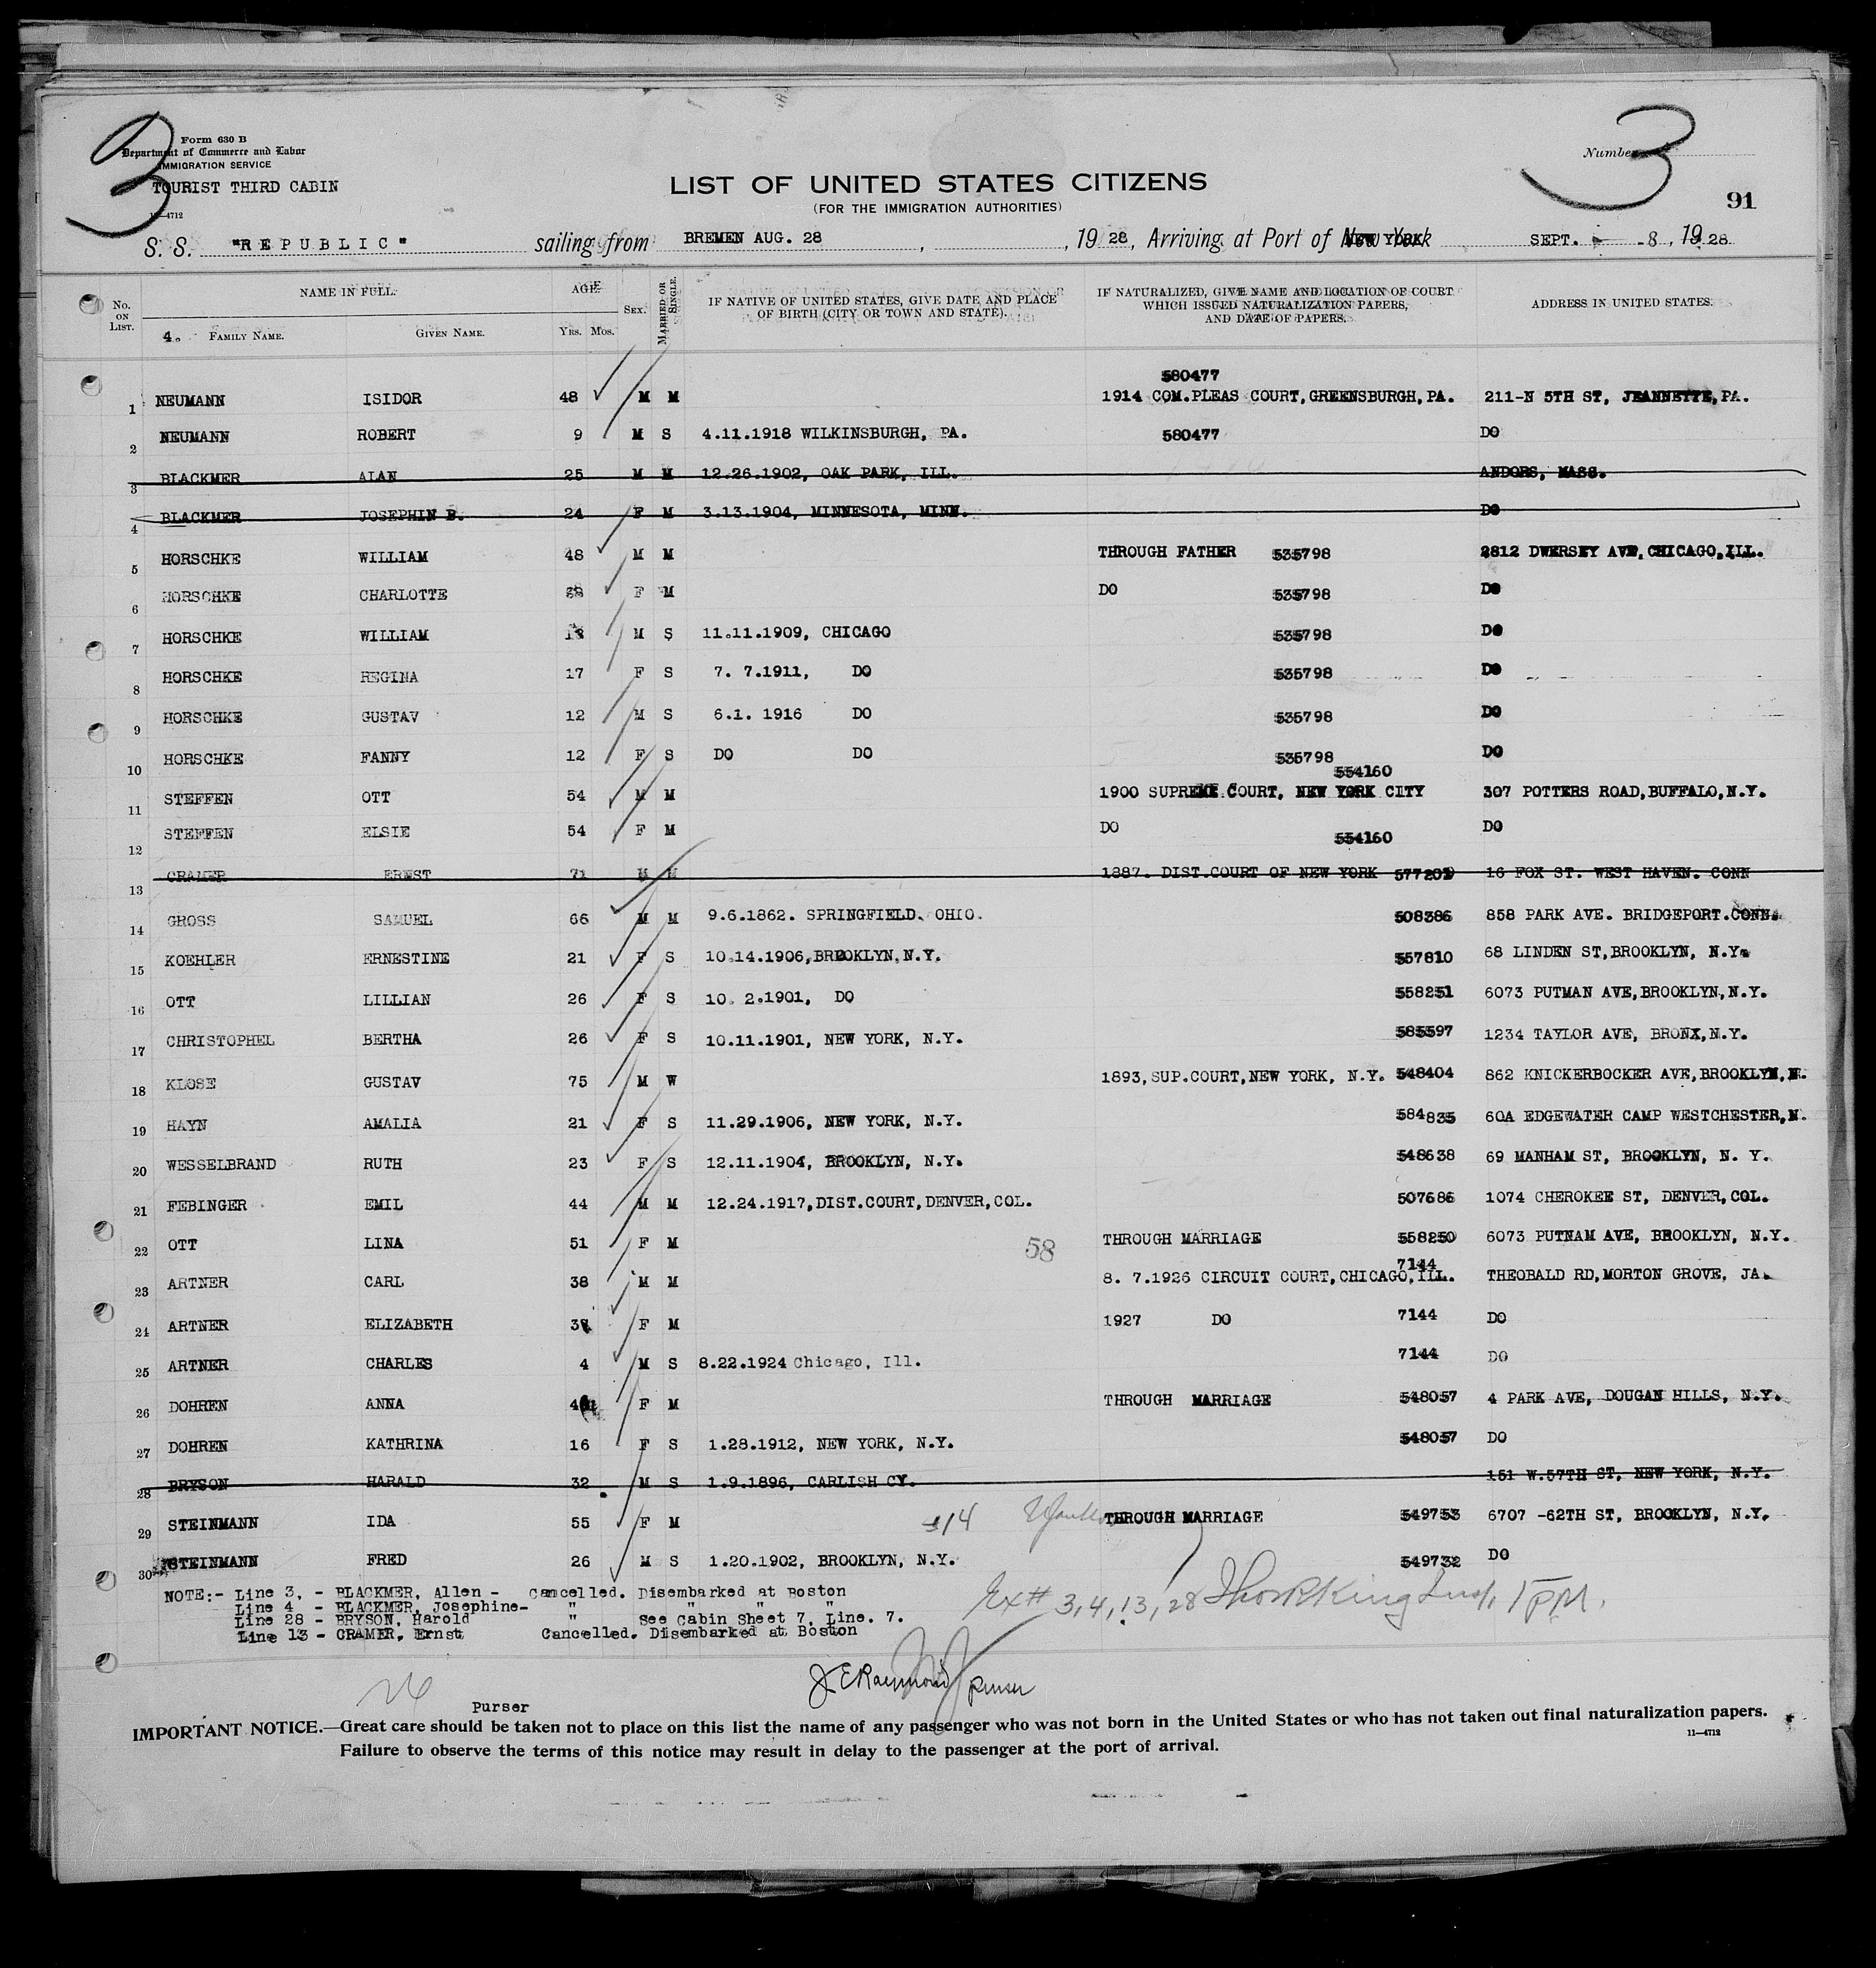 3
3
Form 630 B
Department of Commerce and Labor
IMMIGRATION SERVICE
TOURIST THIRD CABIN
Number
91
LIST OF UNITED STATES CITIZENS
(FOR THE IMMIGRATION AUTHORITIES)
S. S. "REPUBLIC" sailing from BREMEN AUG. 28 , 19 28, Arriving at Port of New York SEPT. 8, 19 28
No. ON LIST. NAME IN FULL. AGE. SEX. MARRIED OR SINGLE. IF NATIVE OF UNITED STATES, GIVE DATE AND PLACE OF BIRTH (CITY OR TOWN AND STATE). IF NATURALIZED, GIVE NAME AND LOCATION OF COURT WHICH ISSUED NATURALIZATION PAPERS, AND DATE OF PAPERS. ADDRESS IN UNITED STATES.
4. FAMILY NAME. GIVEN NAME. YRS. MOS.
580477
1 NEUMANN ISIDOR 48 M M 1914 COM.PLEAS COURT,GREENSBURGH,PA. 211-N 5TH ST, JEANNETTE,PA.
2 NEUMANN ROBERT 9 M S 4.11.1918 WILKINSBURGH, PA. 580477 DO
3 BLACKMER ALAN 25 M M 12.26.1902, OAK PARK, ILL. ANDORS, MASS.
4 BLACKMER JOSEPHIN B. 24 F M 3.13.1904, MINNESOTA, MINN. DO
5 HORSCHKE WILLIAM 48 M M THROUGH FATHER 535798 2812 DWERSEY AVE, CHICAGO,ILL.
6 HORSCHKE CHARLOTTE F M DO 535798 DO
7 HORSCHKE WILLIAM M S 11.11.1909, CHICAGO 535798 DO
8 HORSCHKE REGINA 17 F S 7. 7.1911, DO 535798 DO
9 HORSCHKE GUSTAV 12 M S 6.1. 1916 DO 535798 DO
10 HORSCHKE FANNY 12 F S DO DO 535798 DO
554160
11 STEFFEN OTT 54 M M 1900 SUPREME COURT, NEW YORK CITY 307 POTTERS ROAD,BUFFALO,N.Y.
12 STEFFEN ELSIE 54 F M DO 554160 DO
13 CRAMER ERNST 71 M M 1887. DIST.COURT OF NEW YORK 16 FOX ST. WEST HAVEN. CONN
14 GROSS SAMUEL 66 M M 9.6.1862. SPRINGFIELD. OHIO. 508386 858 PARK AVE. BRIDGEPORT.CONN.
15 KOEHLER ERNESTINE 21 F S 10.14.1906,BROOKLYN,N.Y. 557810 68 LINDEN ST,BROOKLYN, N.Y.
16 OTT LILLIAN 26 F S 10. 2.1901, DO 558251 6073 PUTMAN AVE,BROOKLYN,N.Y.
17 CHRISTOPHEL BERTHA 26 F S 10.11.1901, NEW YORK, N.Y. 585597 1234 TAYLOR AVE, BRONX,N.Y.
18 KLOSE GUSTAV 75 M W 1893,SUP.COURT,NEW YORK, N.Y. 548404 862 KNICKERBOCKER AVE,BROOKLYN,N.
19 HAYN AMALIA 21 F S 11.29.1906, NEW YORK, N.Y. 584835 60A EDGEWATER CAMP WESTCHESTER,N.
20 WESSELBRAND RUTH 23 F S 12.11.1904, BROOKLYN, N.Y. 548638 69 MANHAM ST, BROOKLYN, N. Y.
21 FEBINGER EMIL 44 M M 12.24.1917,DIST.COURT,DENVER,COL. 507686 1074 CHEROKEE ST, DENVER,COL.
22 OTT LINA 51 F M 58 THROUGH MARRIAGE 558250 6073 PUTNAM AVE, BROOKLYN, N.Y.
7144
23 ARTNER CARL 38 M M 8. 7.1926 CIRCUIT COURT,CHICAGO,ILL. THEOBALD RD,MORTON GROVE, JA.
24 ARTNER ELIZABETH F M 1927 DO 7144 DO
25 ARTNER CHARLES 4 M S 8.22.1924 Chicago, Ill. 7144 DO
26 DOHREN ANNA F M THROUGH MARRIAGE 548057 4 PARK AVE, DOUGAN HILLS, N.Y.
27 DOHREN KATHRINA 16 F S 1.28.1912, NEW YORK, N.Y. 548057 DO
28 BRYSON HARALD 32 M S 1.9.1896, CARLISH CY. 151 W.57TH ST, NEW YORK, N.Y.
29 STEINMANN IDA 55 F M THROUGH MARRIAGE 549753 6707 -62TH ST, BROOKLYN, N.Y.
30 STEINMANN FRED 26 M S 1.20.1902, BROOKLYN, N.Y. 549732 DO
NOTE:- Line 3, - BLACKMER, Allen - Cancelled. Disembarked at Boston
Line 4 - BLACKMER, Josephine- " " " "
Line 28 - BRYSON, Harold " See Cabin Sheet 7, Line. 7.
Line 13 - CRAMER, Ernst Cancelled. Disembarked at Boston
Ex # 3, 4, 13, 28 Thos R King Insp. 1 PM.
J E Raymond Purser
Purser
IMPORTANT NOTICE.—Great care should be taken not to place on this list the name of any passenger who was not born in the United States or who has not taken out final naturalization papers.
Failure to observe the terms of this notice may result in delay to the passenger at the port of arrival.
11—4712